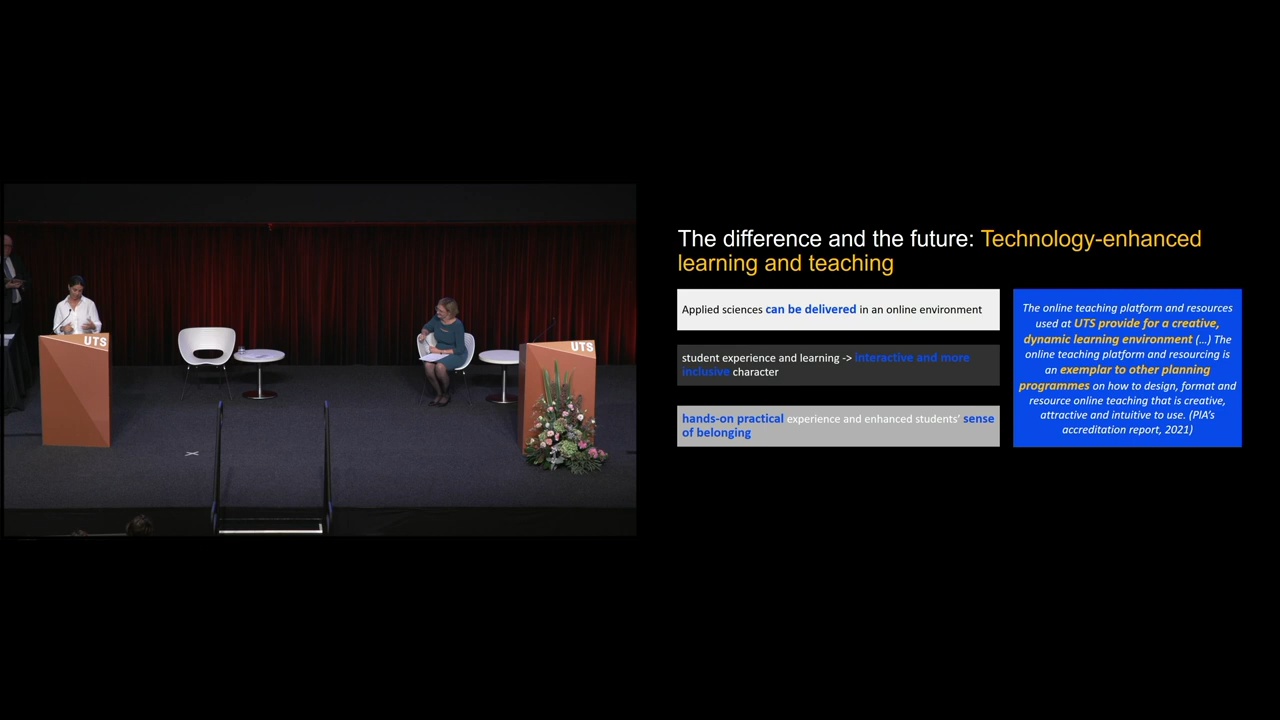 UTS
UTS
The difference and the future: Technology-enhanced
learning and teaching
Applied sciences can be delivered in an online environment
student experience and learning -> interactive and more
inclusive character
hands-on practical experience and enhanced students’ sense
of belonging
The online teaching platform and resources
used at UTS provide for a creative,
dynamic learning environment (...) The
online teaching platform and resourcing is
an exemplar to other planning
programmes on how to design, format and
resource online teaching that is creative,
attractive and intuitive to use. (PIA’s
accreditation report, 2021)